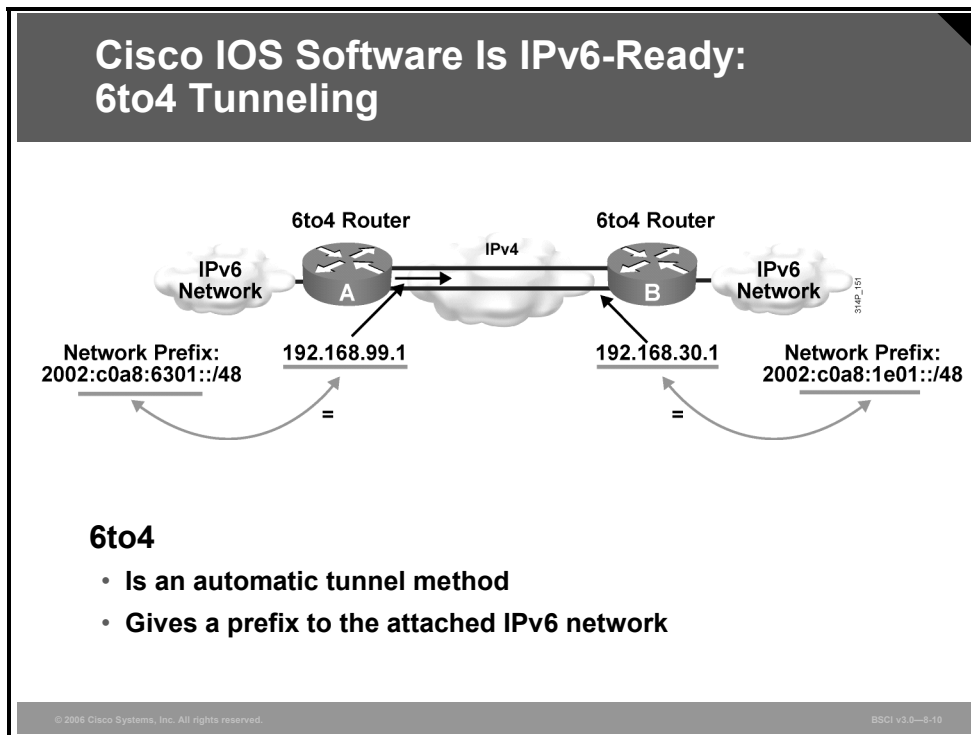 Cisco IOS Software Is IPv6-Ready:
6to4 Tunneling
6to4 Router
6to4 Router
IPv4
IPv6
Network
A
B
IPv6
Network
314P_151
Network Prefix:
2002:c0a8:6301::/48
192.168.99.1
192.168.30.1
Network Prefix:
2002:c0a8:1e01::/48
=
=
6to4
• Is an automatic tunnel method
• Gives a prefix to the attached IPv6 network
© 2006 Cisco Systems, Inc. All rights reserved.
BSCI v3.0—8-10